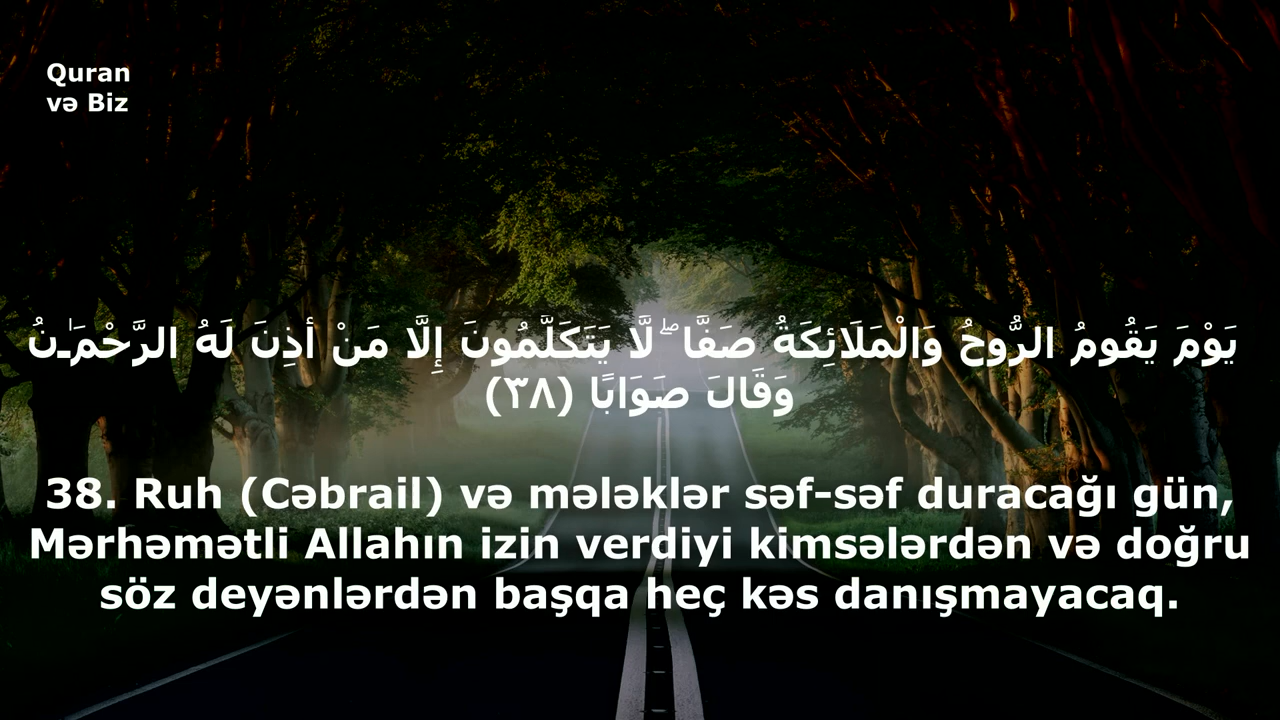 Quran
və Biz
يَوْمَ يَقُومُ الرُّوحُ وَالْمَلَائِكَةُ صَفًّا ۖ لَّا يَتَكَلَّمُونَ إِلَّا مَنْ أَذِنَ لَهُ الرَّحْمَـٰنُ
وَقَالَ صَوَابًا (٣٨)
38. Ruh (Cəbrail) və mələklər səf-səf duracağı gün,
Mərhəmətli Allahın izin verdiyi kimsələrdən və doğru
söz deyənlərdən başqa heç kəs danışmayacaq.